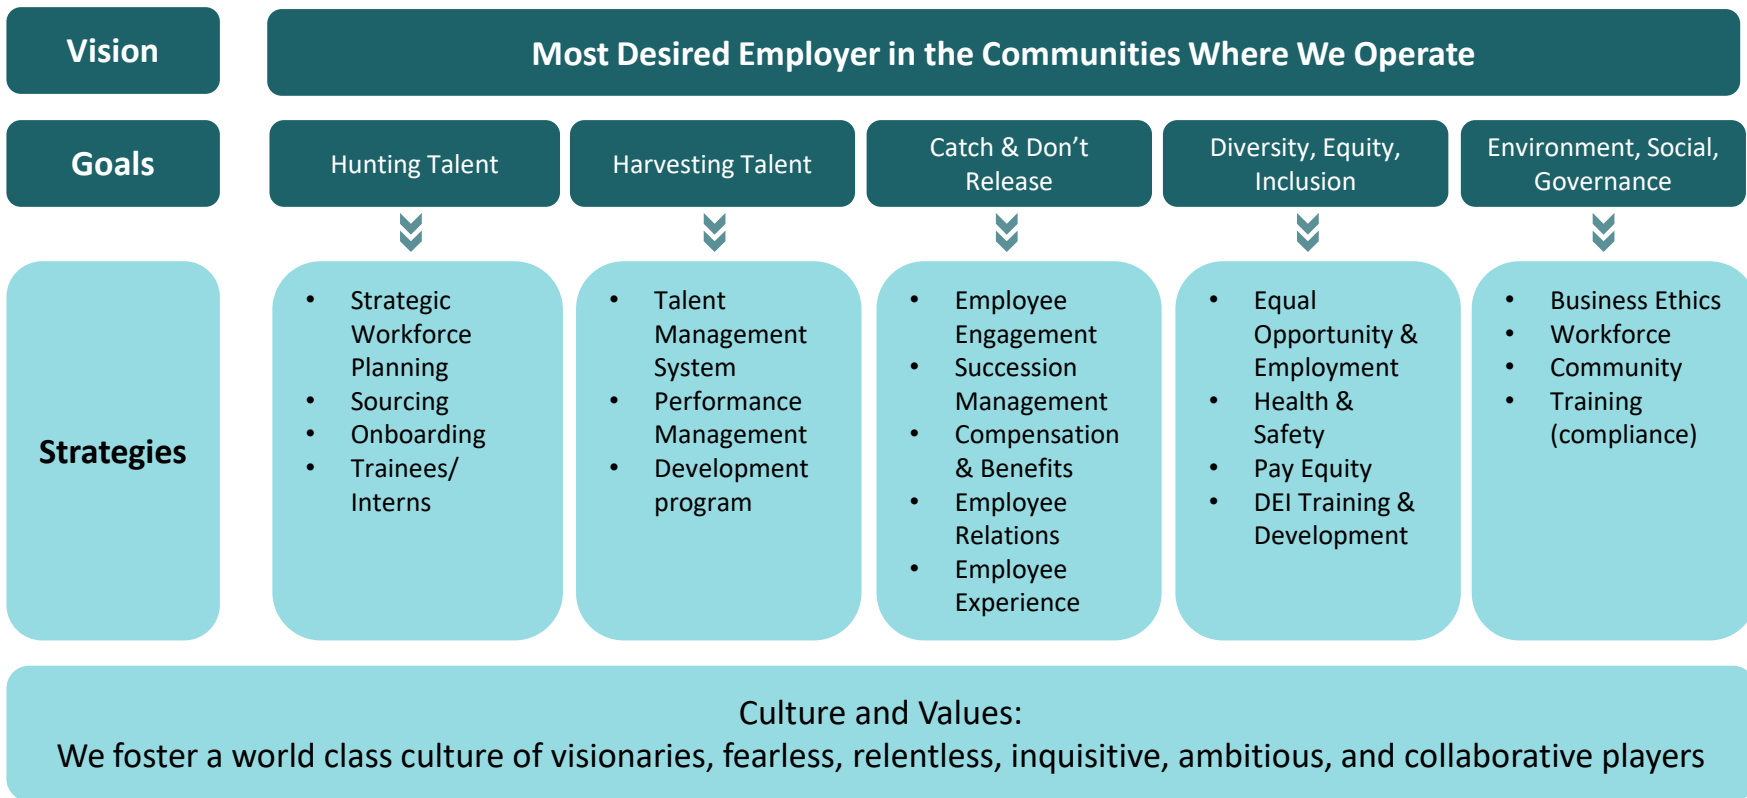 Vision
Most Desired Employer in the Communities Where We Operate
Goals
Hunting Talent
Harvesting Talent
Catch & Don’t
Release
Diversity, Equity,
Inclusion
Environment, Social,
Governance
Strategies
• Strategic
Workforce
Planning
• Sourcing
• Onboarding
• Trainees/
Interns
• Talent
Management
System
• Performance
Management
• Development
program
• Employee
Engagement
• Succession
Management
• Compensation
& Benefits
• Employee
Relations
• Employee
Experience
• Equal
Opportunity &
Employment
• Health &
Safety
• Pay Equity
• DEI Training &
Development
• Business Ethics
• Workforce
• Community
• Training
(compliance)
Culture and Values:
We foster a world class culture of visionaries, fearless, relentless, inquisitive, ambitious, and collaborative players